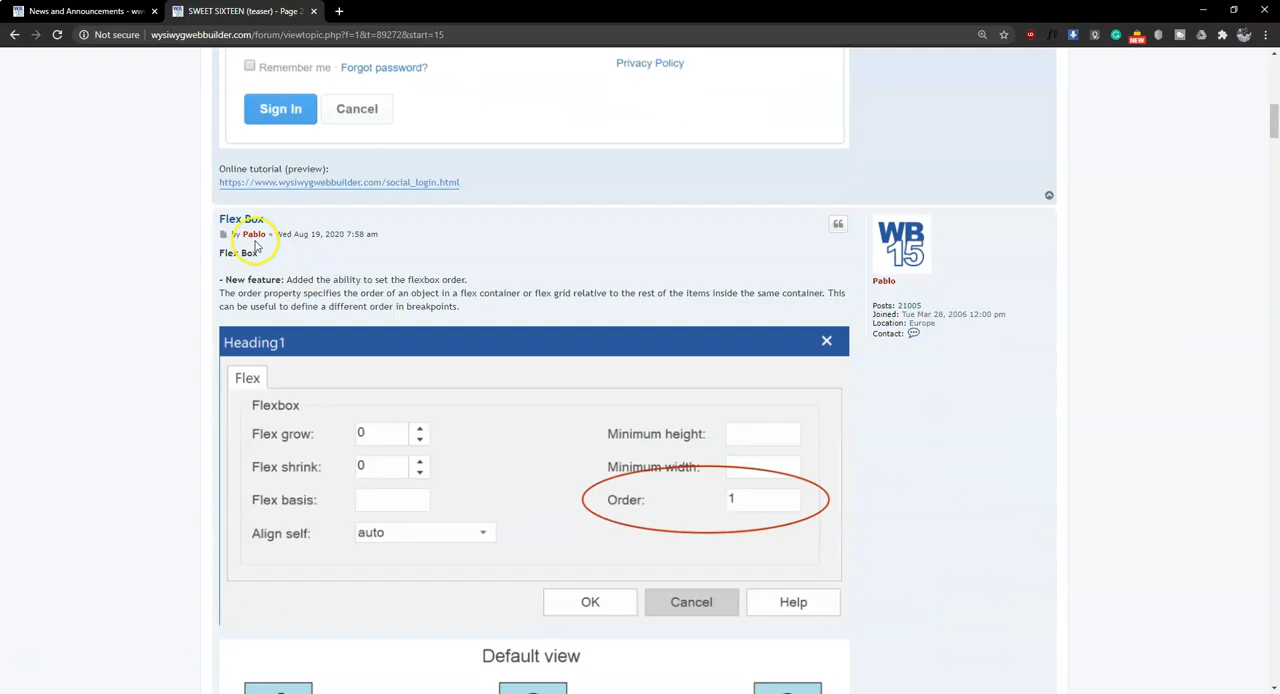 News and Announcements - ww
SWEET SIXTEEN (teaser) - Page 2
Not secure
wysiwygwebbuilder.com/forum/viewtopic.php?f=1&t=89272&start=15
NEW
Remember me · Forgot password?
Privacy Policy
Sign In
Cancel
Online tutorial (preview):
https://www.wysiwygwebbuilder.com/social_login.html
Flex Box
by Pablo » Wed Aug 19, 2020 7:58 am
Flex Box
- New feature: Added the ability to set the flexbox order.
The order property specifies the order of an object in a flex container or flex grid relative to the rest of the items inside the same container. This
can be useful to define a different order in breakpoints.
WB
15
Pablo
Posts: 21005
Joined: Tue Mar 28, 2006 12:00 pm
Location: Europe
Contact:
Heading1
Flex
Flexbox
Flex grow: 0
Minimum height:
Flex shrink: 0
Minimum width:
Flex basis:
Order: 1
Align self: auto
OK
Cancel
Help
Default view